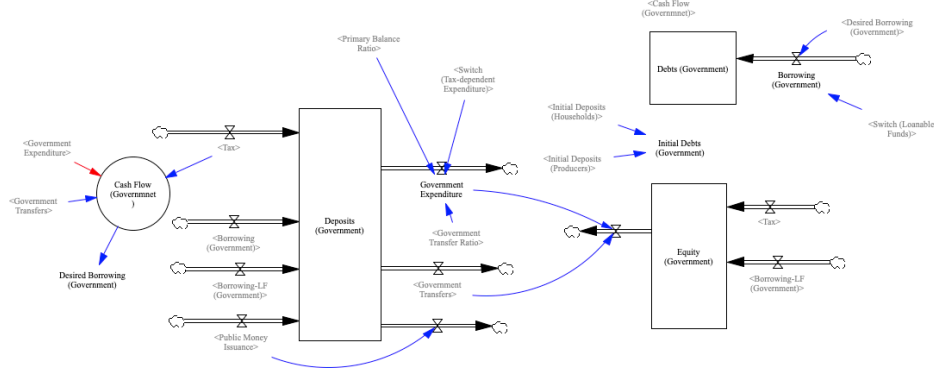 <Cash Flow
(Governmnet)>
<Desired Borrowing
(Government)>
<Primary Balance
Ratio>
<Switch
(Tax-dependent
Expenditure)>
Debts (Government)
Borrowing
(Government)
<Switch (Loanable
Funds)>
<Initial Deposits
(Households)>
<Government
Expenditure>
<Tax>
Initial Debts
(Government)
<Initial Deposits
(Producers)>
Cash Flow
(Governmnet
)
Government
Expenditure
<Government
Transfers>
Deposits
(Government)
<Tax>
<Government
Transfer Ratio>
<Borrowing
(Government)>
Equity
(Government)
Desired Borrowing
(Government)
<Borrowing-LF
(Government)>
<Government
Transfers>
<Borrowing-LF
(Government)>
<Public Money
Issuance>